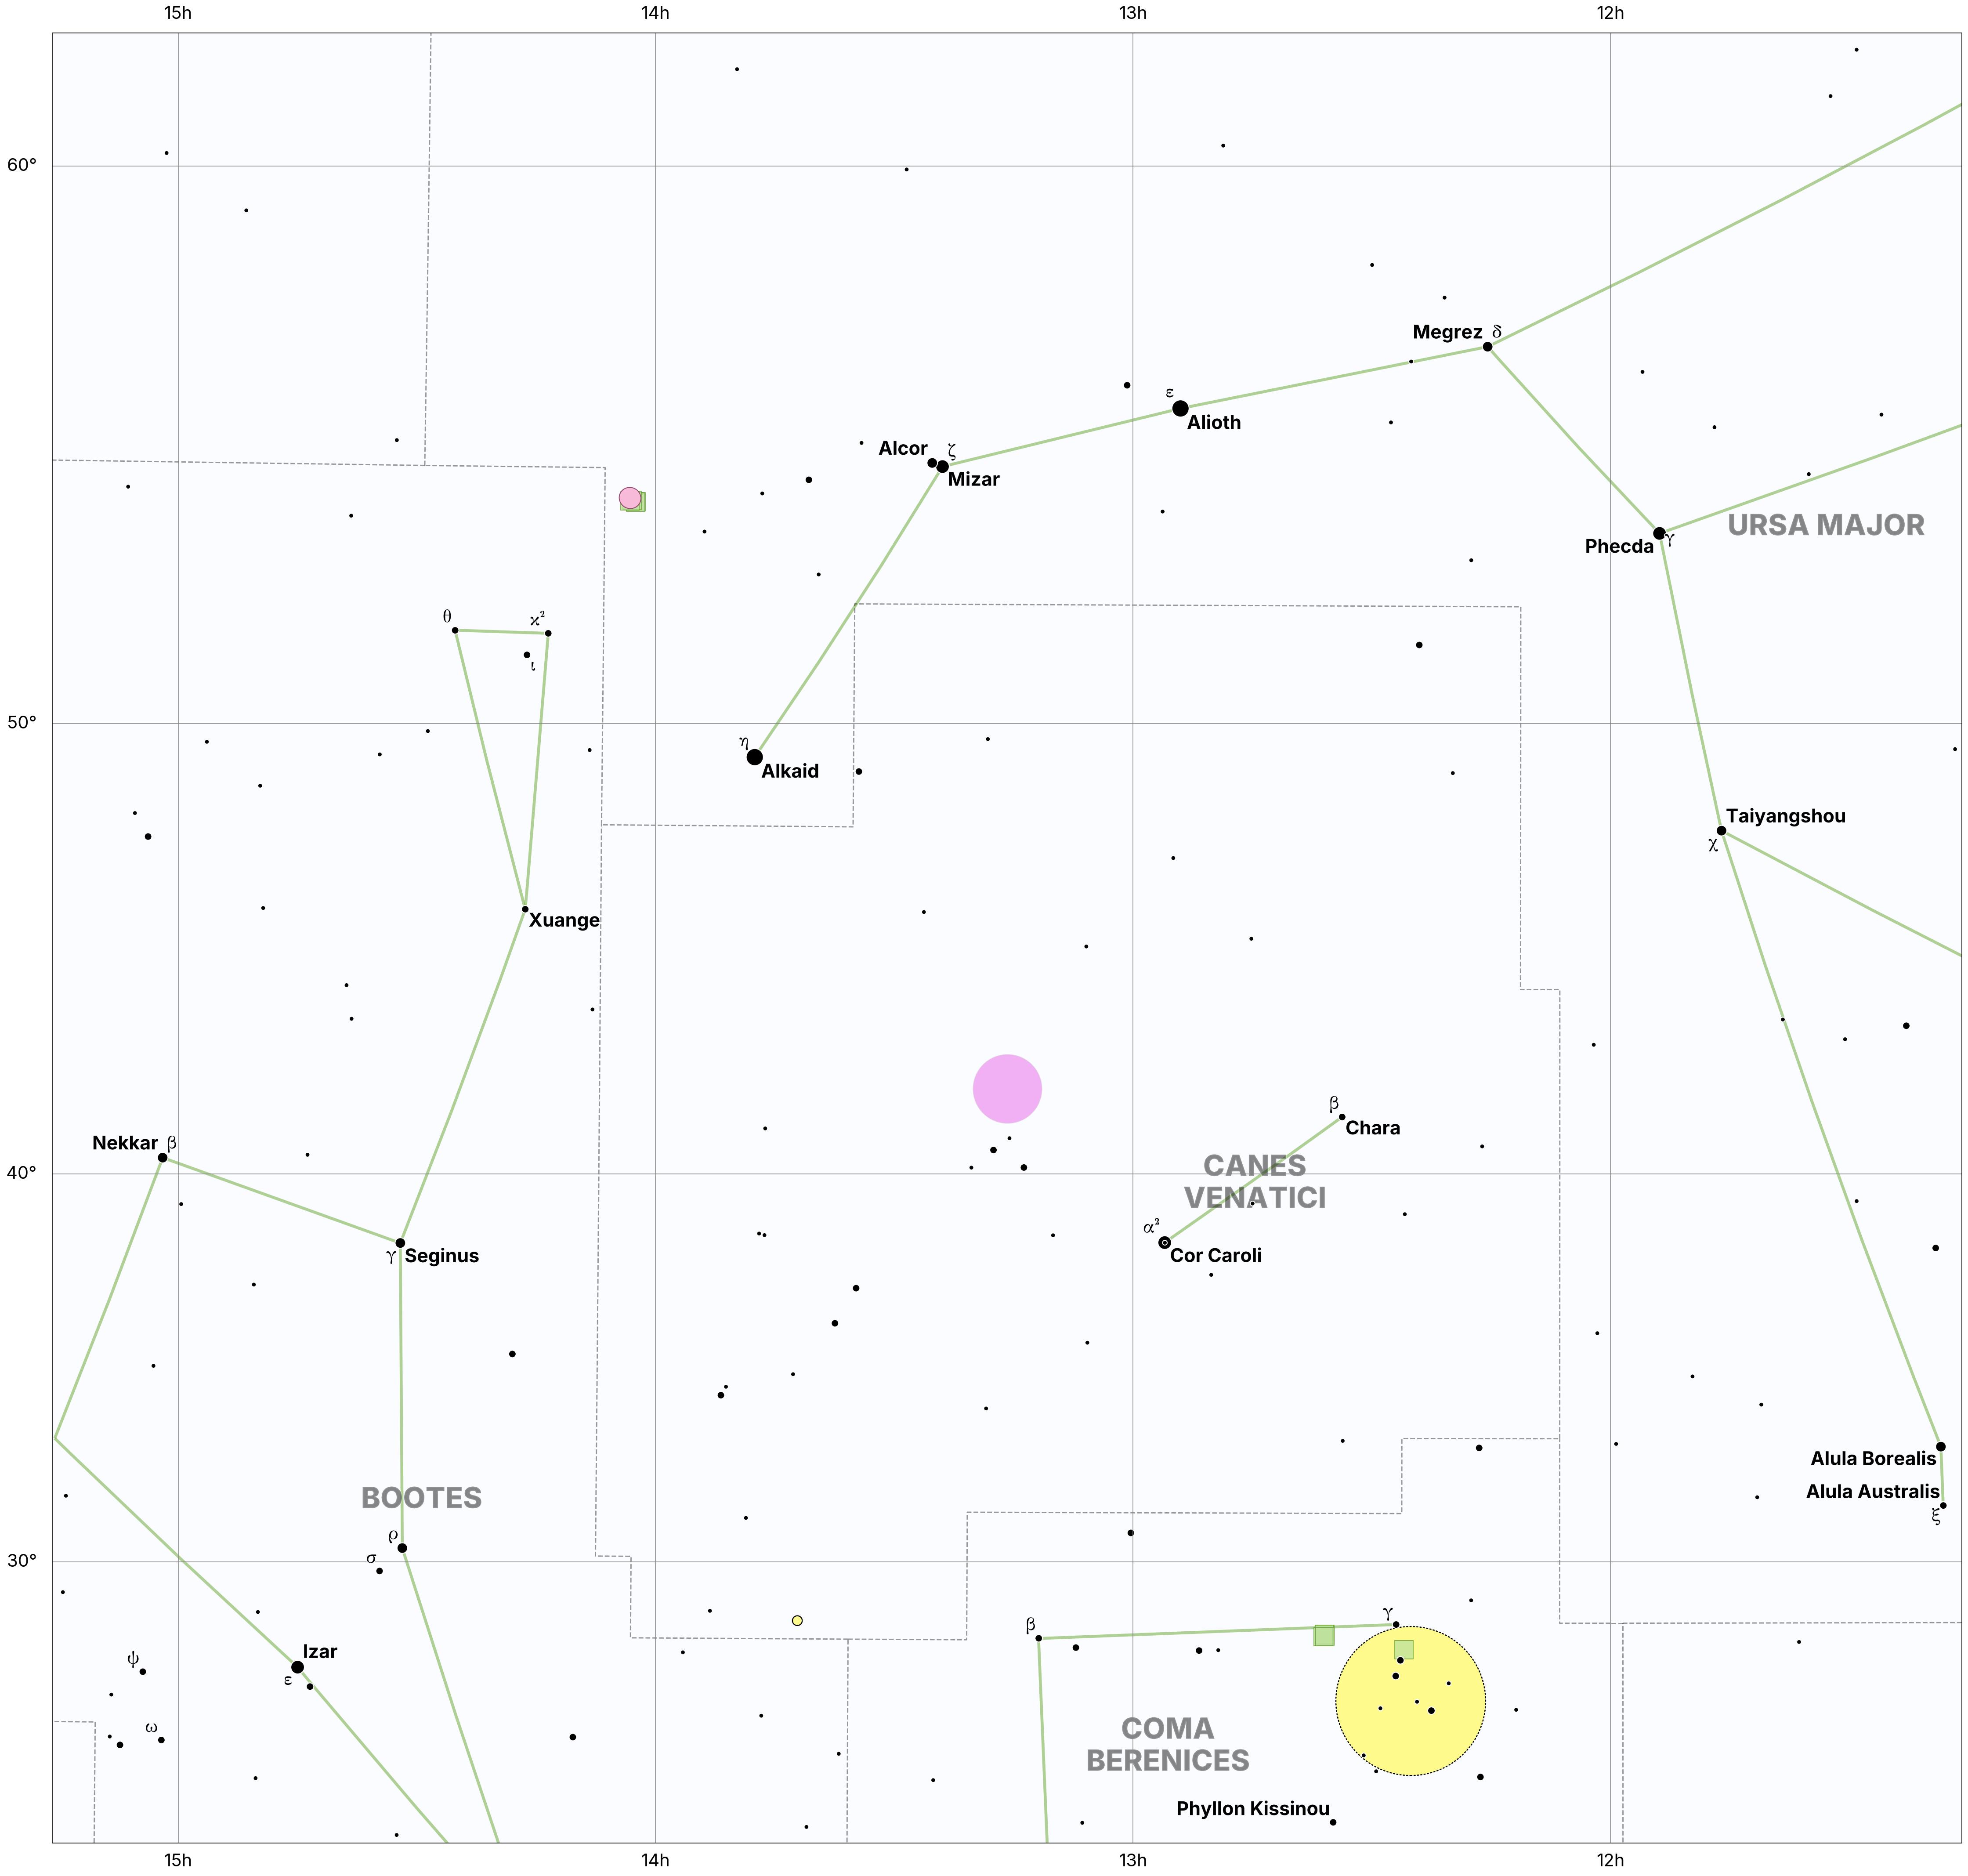 15h
14h
13h
12h
60°
Megrez δ
ε
Alioth
Alcor ζ
Mizar
URSA MAJOR
Phecda γ
θ
ϰ²
ι
50°
η
Alkaid
Taiyangshou
χ
Xuange
β
Chara
Nekkar β
CANES
VENATICI
40°
α²
Cor Caroli
γ Seginus
Alula Borealis
Alula Australis
ξ
BOOTES
ρ
σ
30°
γ
β
Izar
ε
ψ
ω
COMA
BERENICES
Phyllon Kissinou
15h
14h
13h
12h